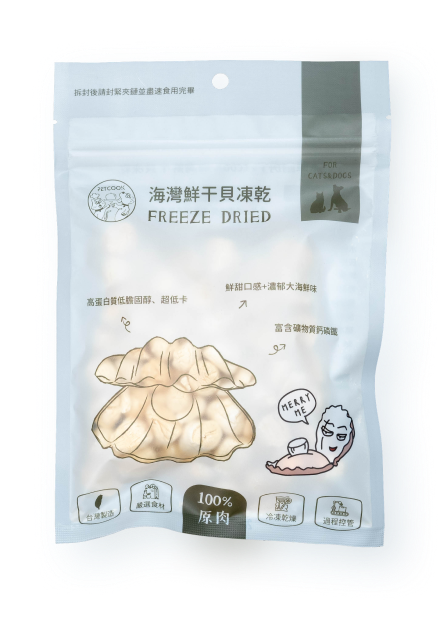 拆封後請封緊夾鏈並盡速食用完畢
FOR
CATS&DOGS
PETCOOK
海灣鮮干貝凍乾
FREEZE DRIED
鮮甜口感+濃郁大海鮮味
高蛋白質低膽固醇、超低卡
富含礦物質鈣磷鐵
MERRY
ME
100%
原肉
台灣製造
嚴選食材
冷凍乾燥
過程控管